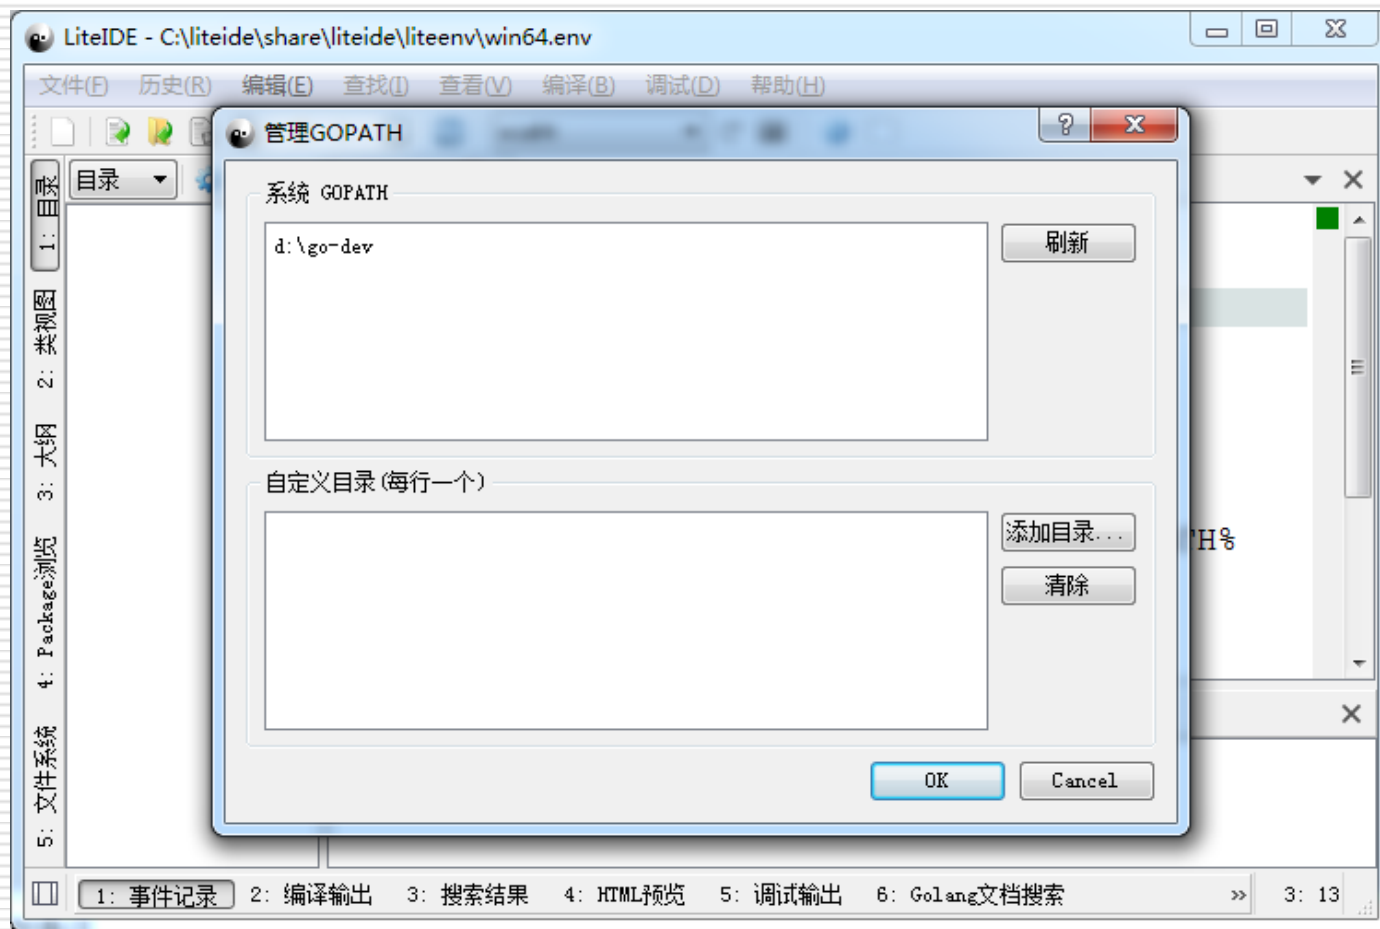 LiteIDE - C:\liteide\share\liteide\liteenv\win64.env
文件(F) 历史(R) 编辑(E) 查找(I) 查看(V) 编译(B) 调试(D) 帮助(H)
管理GOPATH
目录
系统 GOPATH
d:\go-dev
刷新
自定义目录(每行一个)
添加目录...
清除
TH%
OK
Cancel
1: 目录
2: 类视图
3: 大纲
4: Package浏览
5: 文件系统
1: 事件记录 2: 编译输出 3: 搜索结果 4: HTML预览 5: 调试输出 6: Golang文档搜索 » 3: 13